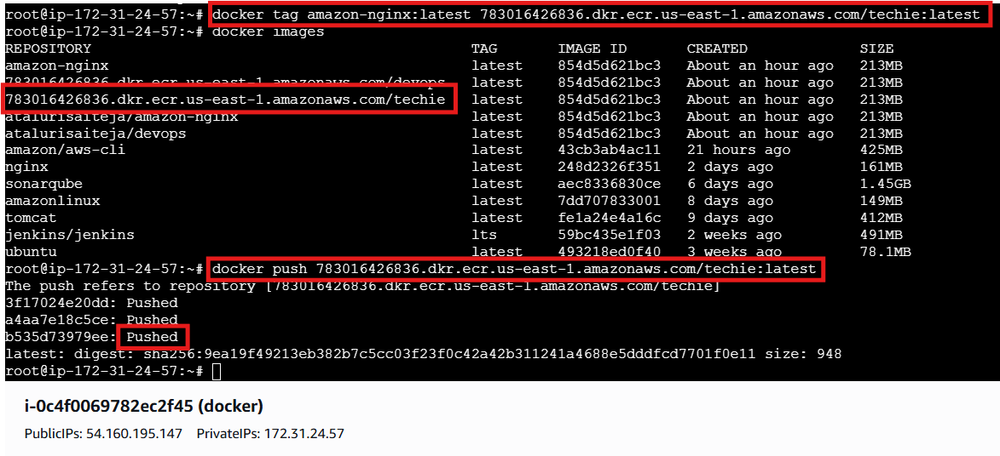 root@ip-172-31-24-57:~# docker tag amazon-nginx:latest 783016426836.dkr.ecr.us-east-1.amazonaws.com/techie:latest
root@ip-172-31-24-57:~# docker images
REPOSITORY TAG IMAGE ID CREATED SIZE
amazon-nginx latest 854d5d621bc3 About an hour ago 213MB
783016426836.dkr.ecr.us-east-1.amazonaws.com/devops latest 854d5d621bc3 About an hour ago 213MB
783016426836.dkr.ecr.us-east-1.amazonaws.com/techie latest 854d5d621bc3 About an hour ago 213MB
atalurisaiteja/amazon-nginx latest 854d5d621bc3 About an hour ago 213MB
atalurisaiteja/devops latest 854d5d621bc3 About an hour ago 213MB
amazon/aws-cli latest 43cb3ab4ac11 21 hours ago 425MB
nginx latest 248d2326f351 2 days ago 161MB
sonarqube latest aec8336830ce 6 days ago 1.45GB
amazonlinux latest 7dd707833001 8 days ago 149MB
tomcat latest fe1a24e4a16c 9 days ago 412MB
jenkins/jenkins lts 59bc435e1f03 2 weeks ago 491MB
ubuntu latest 493218ed0f40 3 weeks ago 78.1MB
root@ip-172-31-24-57:~# docker push 783016426836.dkr.ecr.us-east-1.amazonaws.com/techie:latest
The push refers to repository [783016426836.dkr.ecr.us-east-1.amazonaws.com/techie]
3f17024e20dd: Pushed
a4aa7e18c5ce: Pushed
b535d73979ee: Pushed
latest: digest: sha256:9ea19f49213eb382b7c5cc03f23f0c42a42b311241a4688e5dddfcd7701f0e11 size: 948
root@ip-172-31-24-57:~#
i-0c4f0069782ec2f45 (docker)
PublicIPs: 54.160.195.147 PrivateIPs: 172.31.24.57